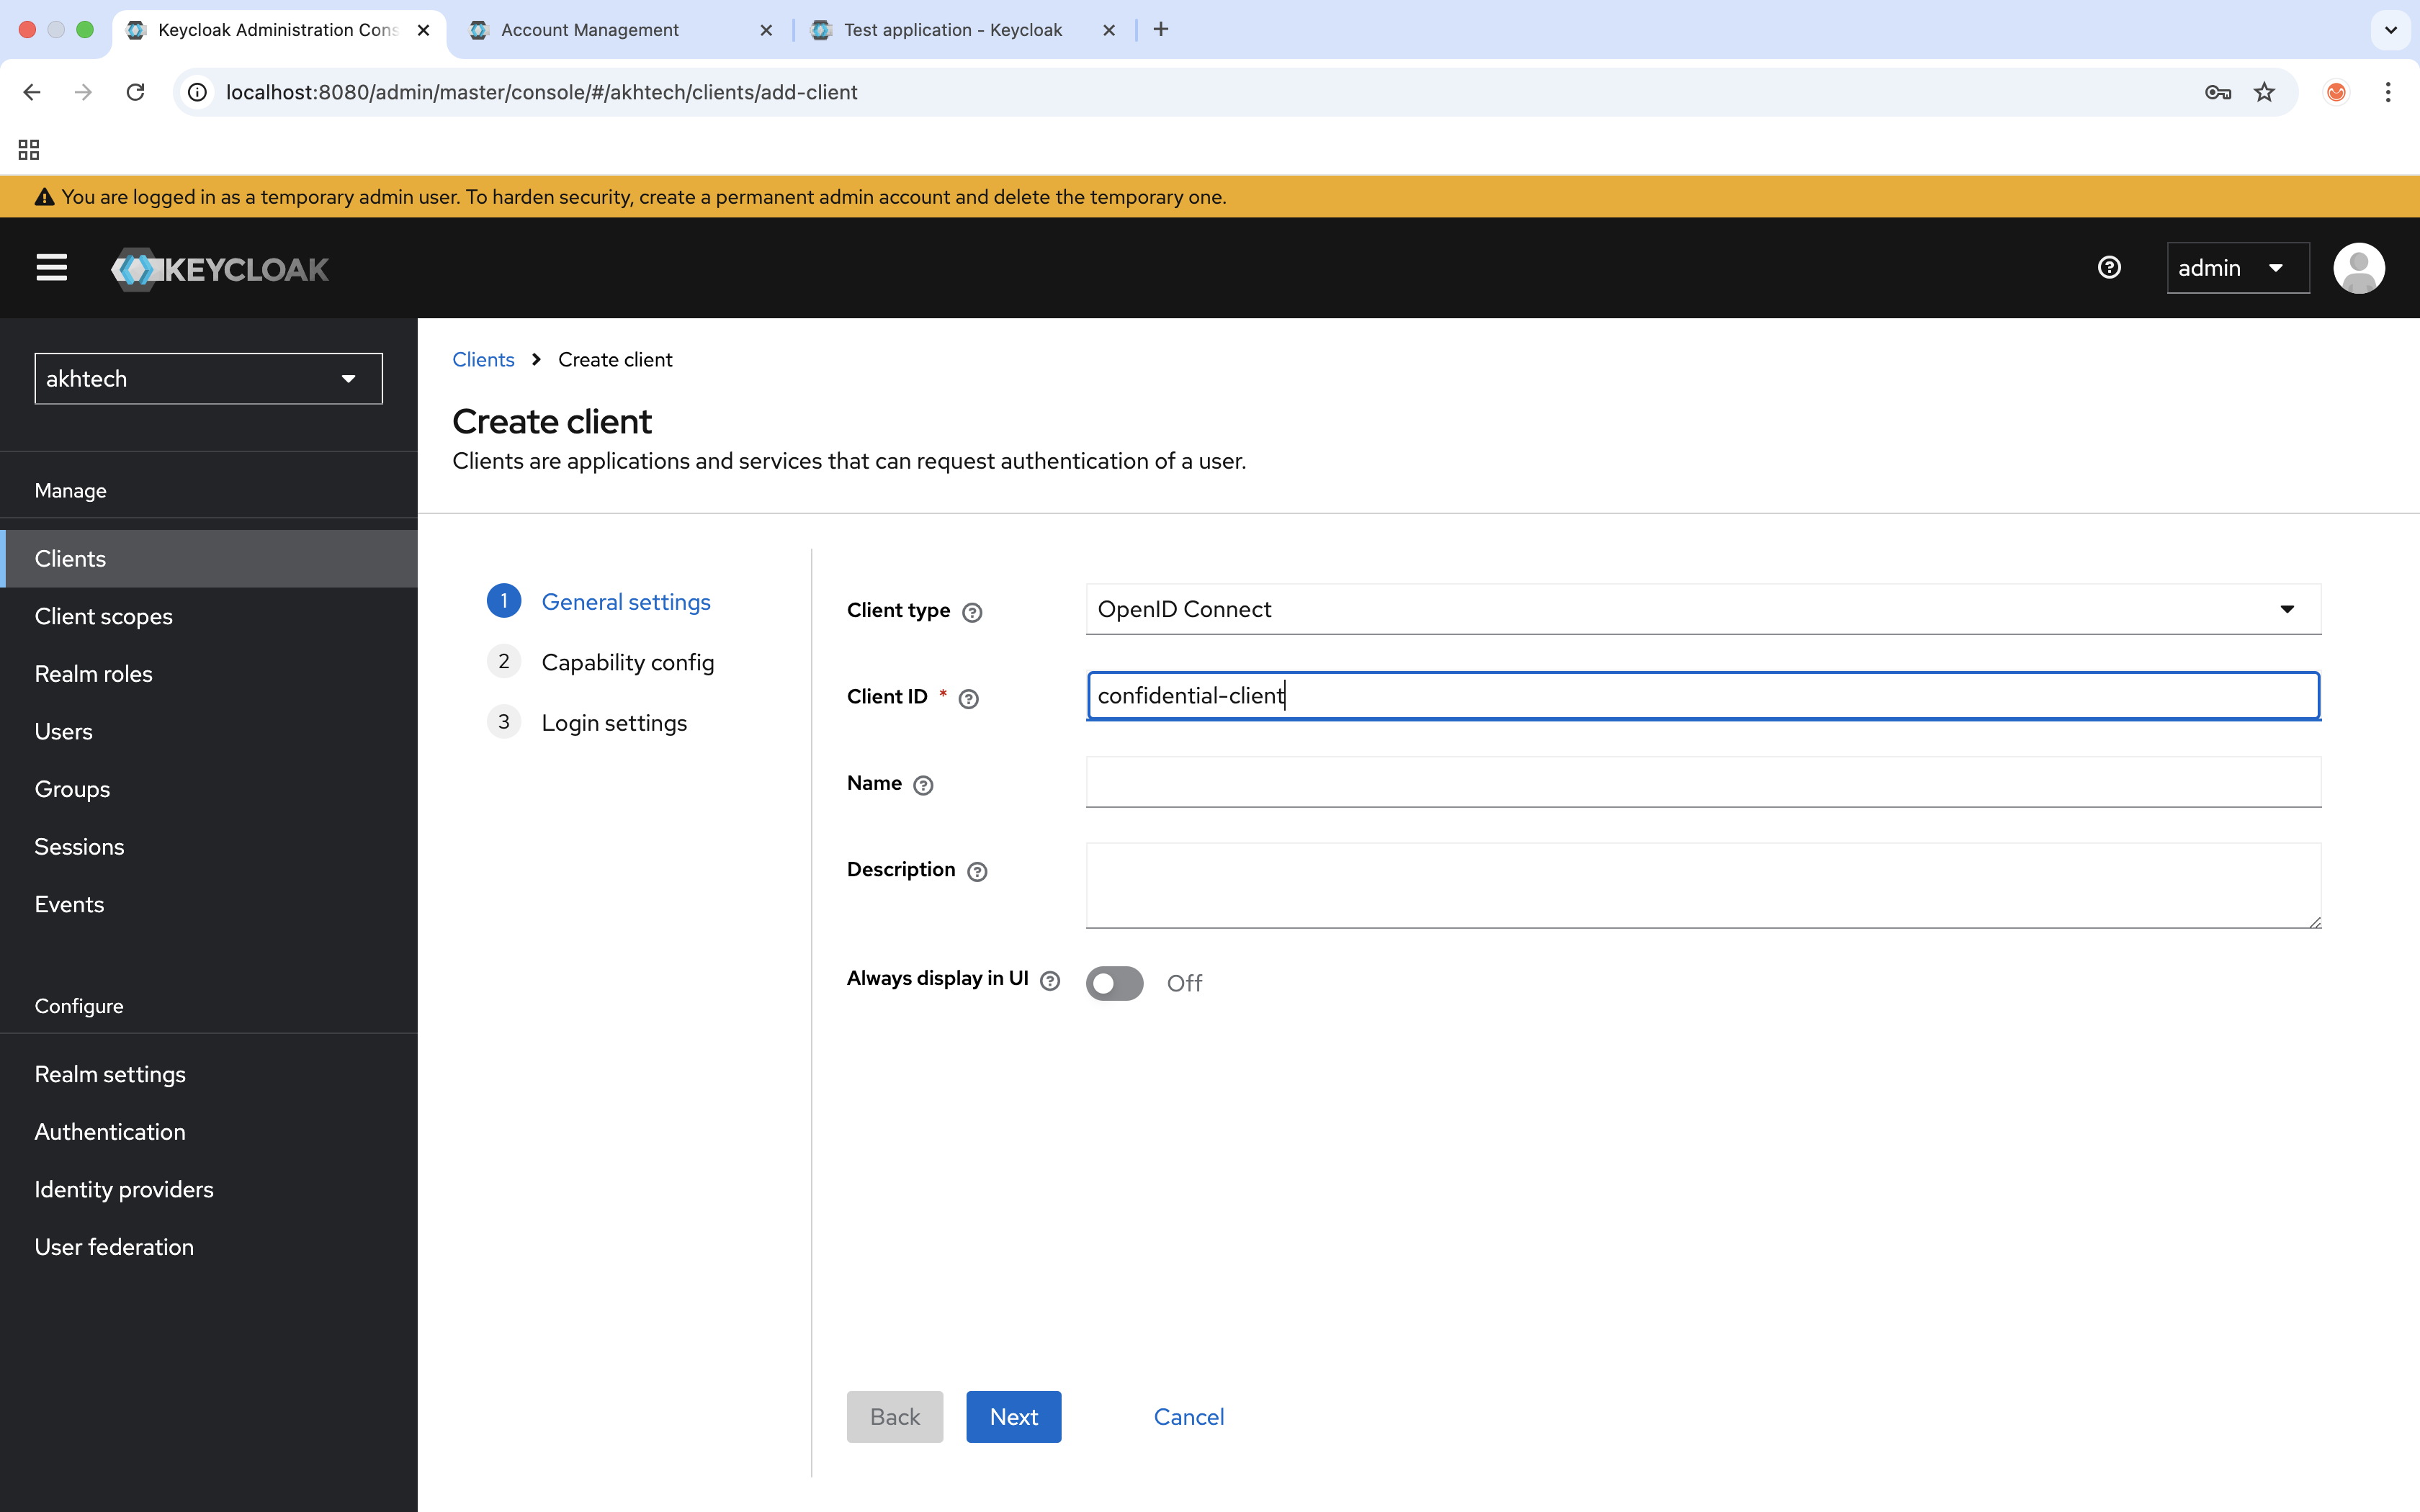 Keycloak Administration Cons
Account Management
Test application - Keycloak
localhost:8080/admin/master/console/#/akhtech/clients/add-client
You are logged in as a temporary admin user. To harden security, create a permanent admin account and delete the temporary one.
KEYCLOAK
admin
akhtech
Manage
Clients
Client scopes
Realm roles
Users
Groups
Sessions
Events
Configure
Realm settings
Authentication
Identity providers
User federation
Clients > Create client
Create client
Clients are applications and services that can request authentication of a user.
1 General settings
2 Capability config
3 Login settings
Client type OpenID Connect
Client ID * confidential-client
Name
Description
Always display in UI Off
Back Next Cancel